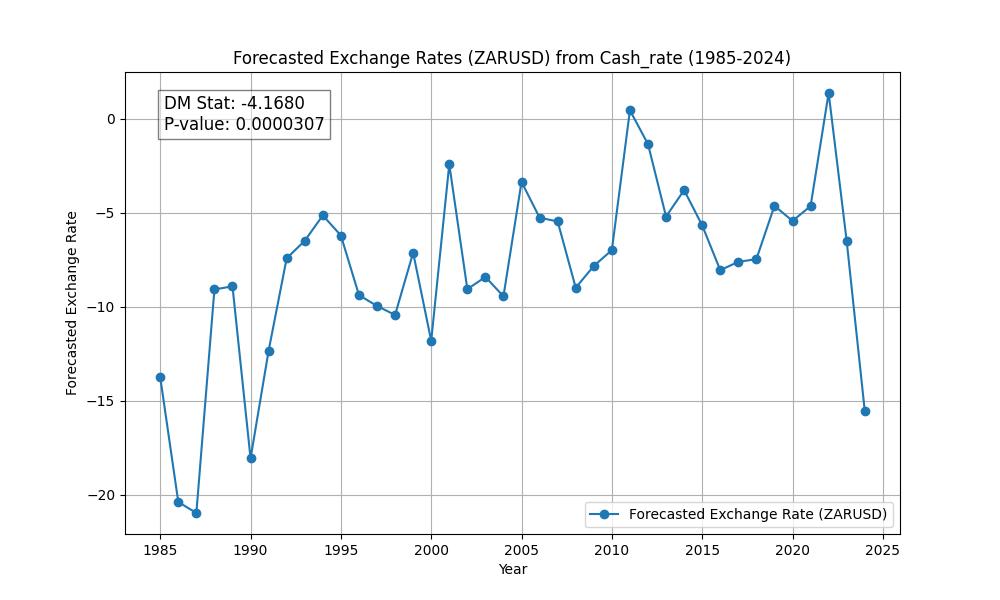 Forecasted Exchange Rates (ZARUSD) from Cash_rate (1985-2024)
DM Stat: -4.1680
P-value: 0.0000307
0
−5
−10
−15
−20
Forecasted Exchange Rate
Forecasted Exchange Rate (ZARUSD)
1985 1990 1995 2000 2005 2010 2015 2020 2025
Year